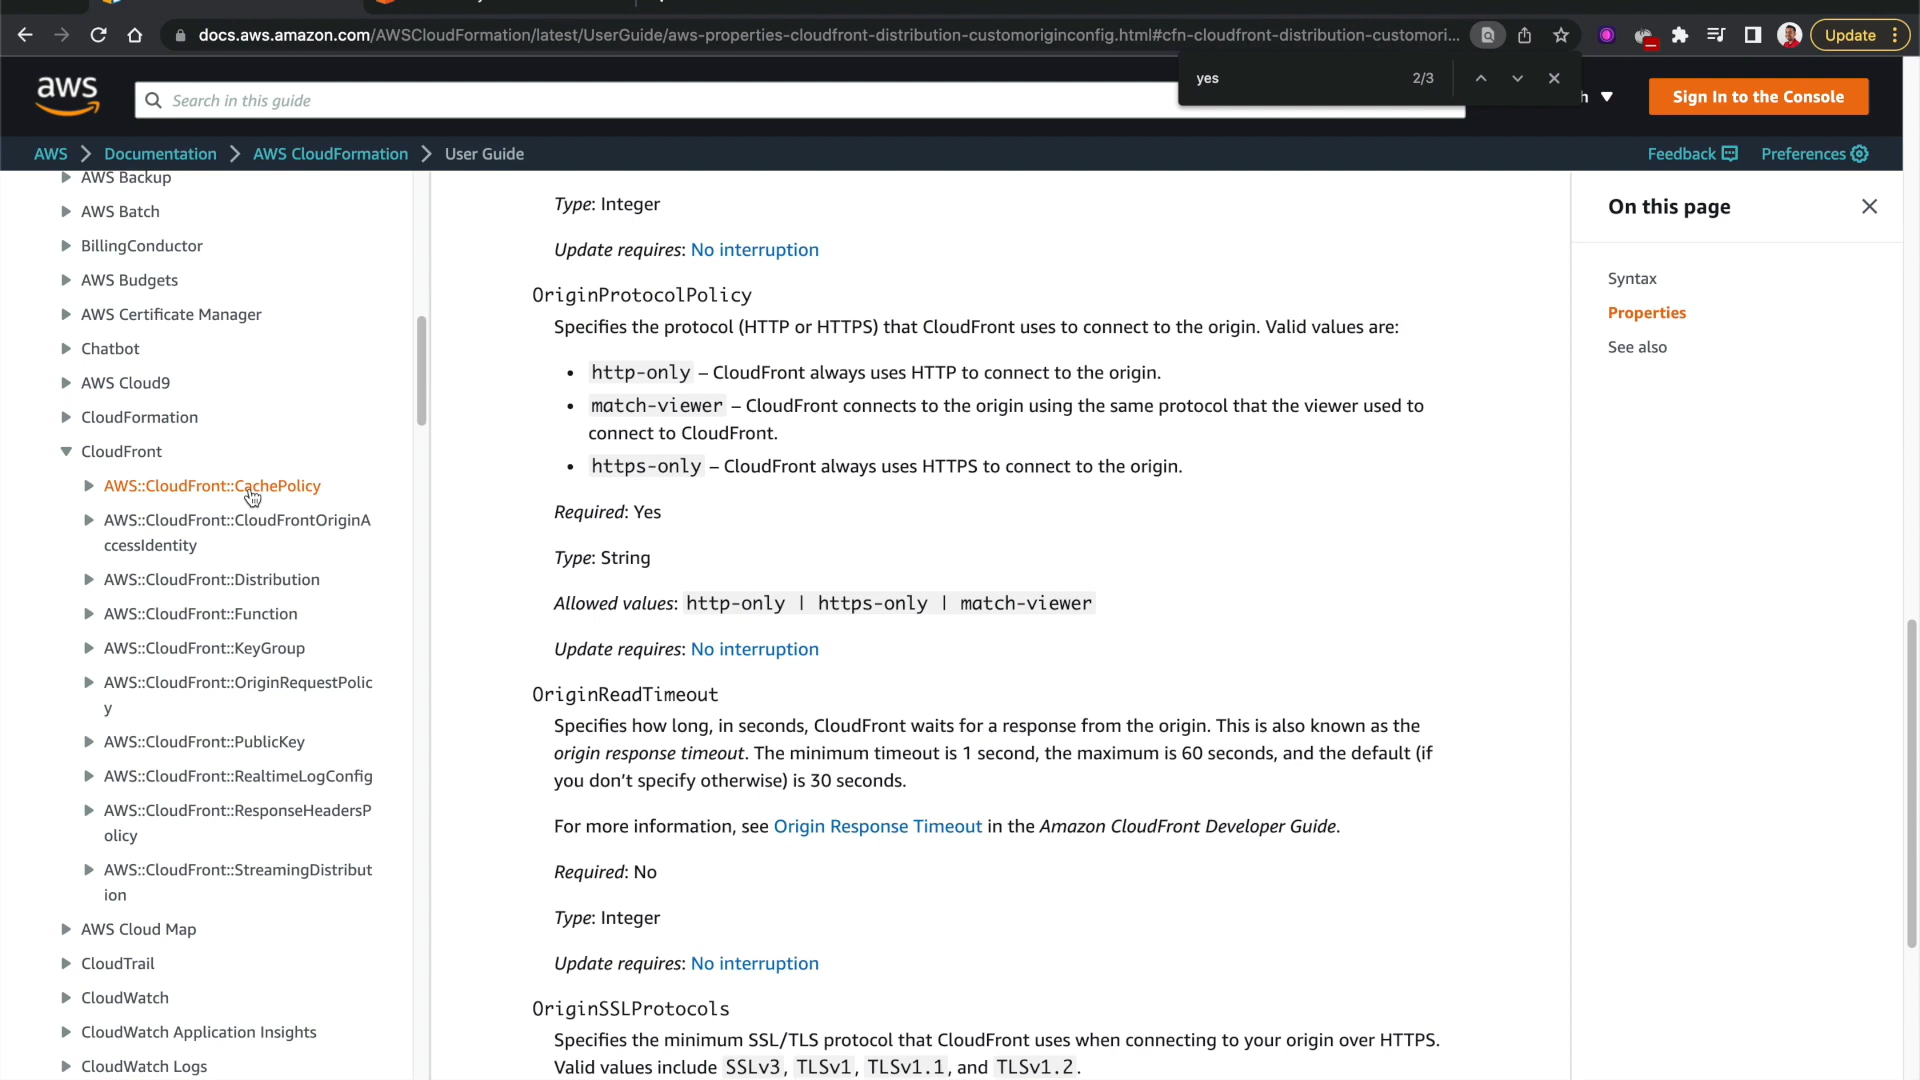 docs.aws.amazon.com/AWSCloudFormation/latest/UserGuide/aws-properties-cloudfront-distribution-customoriginconfig.html#cfn-cloudfront-distribution-customori...
Update
yes
2/3
aws
Search in this guide
h
Sign In to the Console
AWS
Documentation
AWS CloudFormation
User Guide
Feedback
Preferences
AWS Backup
AWS Batch
BillingConductor
AWS Budgets
AWS Certificate Manager
Chatbot
AWS Cloud9
CloudFormation
CloudFront
AWS::CloudFront::CachePolicy
AWS::CloudFront::CloudFrontOriginA
ccessIdentity
AWS::CloudFront::Distribution
AWS::CloudFront::Function
AWS::CloudFront::KeyGroup
AWS::CloudFront::OriginRequestPolic
y
AWS::CloudFront::PublicKey
AWS::CloudFront::RealtimeLogConfig
AWS::CloudFront::ResponseHeadersP
olicy
AWS::CloudFront::StreamingDistribut
ion
AWS Cloud Map
CloudTrail
CloudWatch
CloudWatch Application Insights
CloudWatch Logs
Type: Integer
Update requires: No interruption
OriginProtocolPolicy
Specifies the protocol (HTTP or HTTPS) that CloudFront uses to connect to the origin. Valid values are:
• http-only – CloudFront always uses HTTP to connect to the origin.
• match-viewer – CloudFront connects to the origin using the same protocol that the viewer used to
connect to CloudFront.
• https-only – CloudFront always uses HTTPS to connect to the origin.
Required: Yes
Type: String
Allowed values: http-only | https-only | match-viewer
Update requires: No interruption
OriginReadTimeout
Specifies how long, in seconds, CloudFront waits for a response from the origin. This is also known as the
origin response timeout. The minimum timeout is 1 second, the maximum is 60 seconds, and the default (if
you don’t specify otherwise) is 30 seconds.
For more information, see Origin Response Timeout in the Amazon CloudFront Developer Guide.
Required: No
Type: Integer
Update requires: No interruption
OriginSSLProtocols
Specifies the minimum SSL/TLS protocol that CloudFront uses when connecting to your origin over HTTPS.
Valid values include SSLv3, TLSv1, TLSv1.1, and TLSv1.2.
On this page
Syntax
Properties
See also